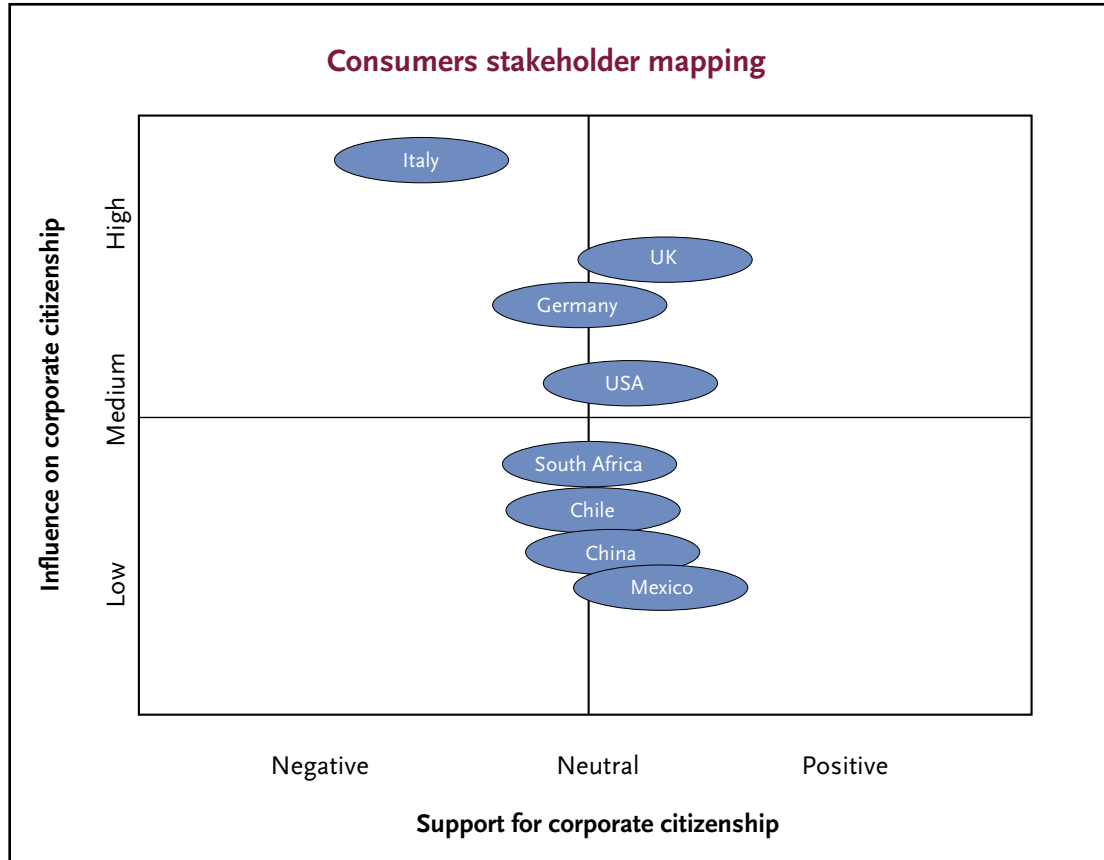 Consumers stakeholder mapping
Influence on corporate citizenship
High
Medium
Low
Italy
UK
Germany
USA
South Africa
Chile
China
Mexico
Negative Neutral Positive
Support for corporate citizenship